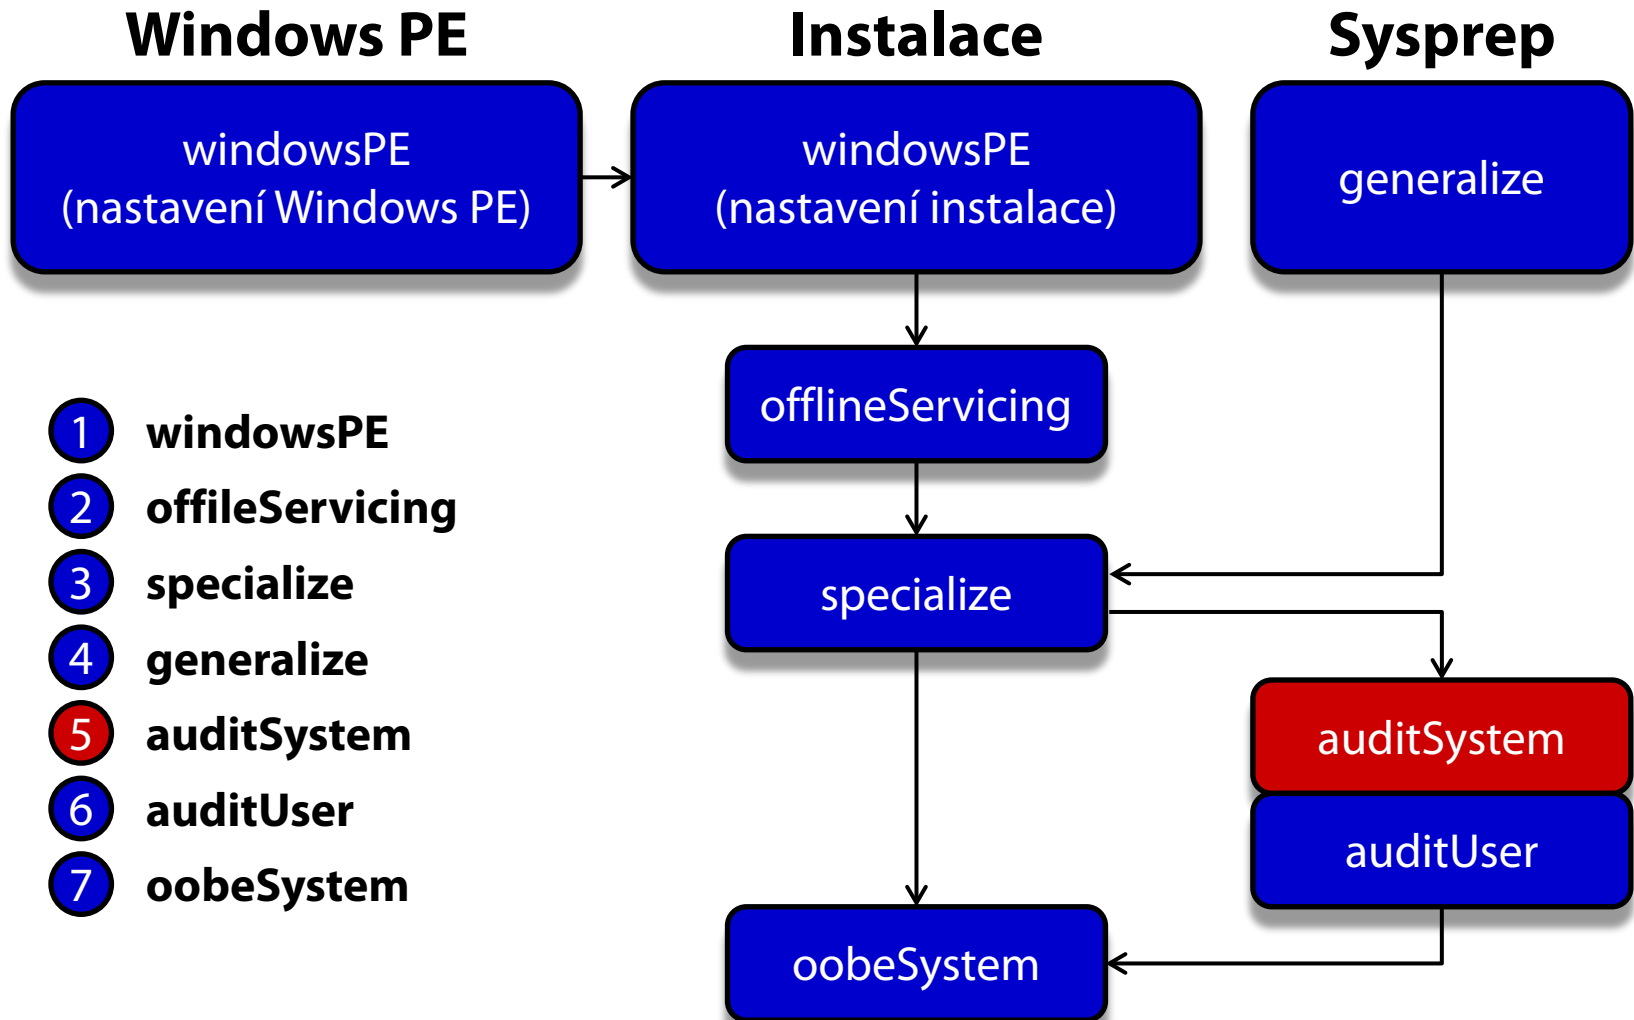 Windows PE
Instalace
Sysprep
windowsPE
(nastavení Windows PE)
windowsPE
(nastavení instalace)
generalize
offlineServicing
specialize
auditSystem
auditUser
oobeSystem
1 windowsPE
2 offileServicing
3 specialize
4 generalize
5 auditSystem
6 auditUser
7 oobeSystem